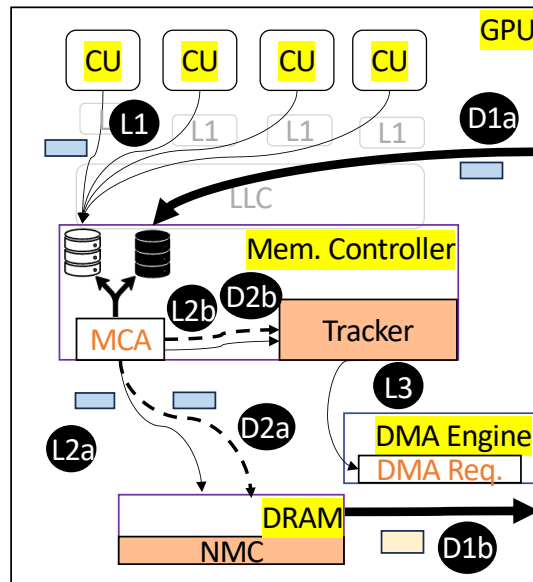 GPU
CU CU CU CU
L1
L1 L1 L1
D1a
LLC
Mem. Controller
L2b D2b
MCA
Tracker
L3
L2a
D2a
DMA Engine
DMA Req.
DRAM
NMC
D1b